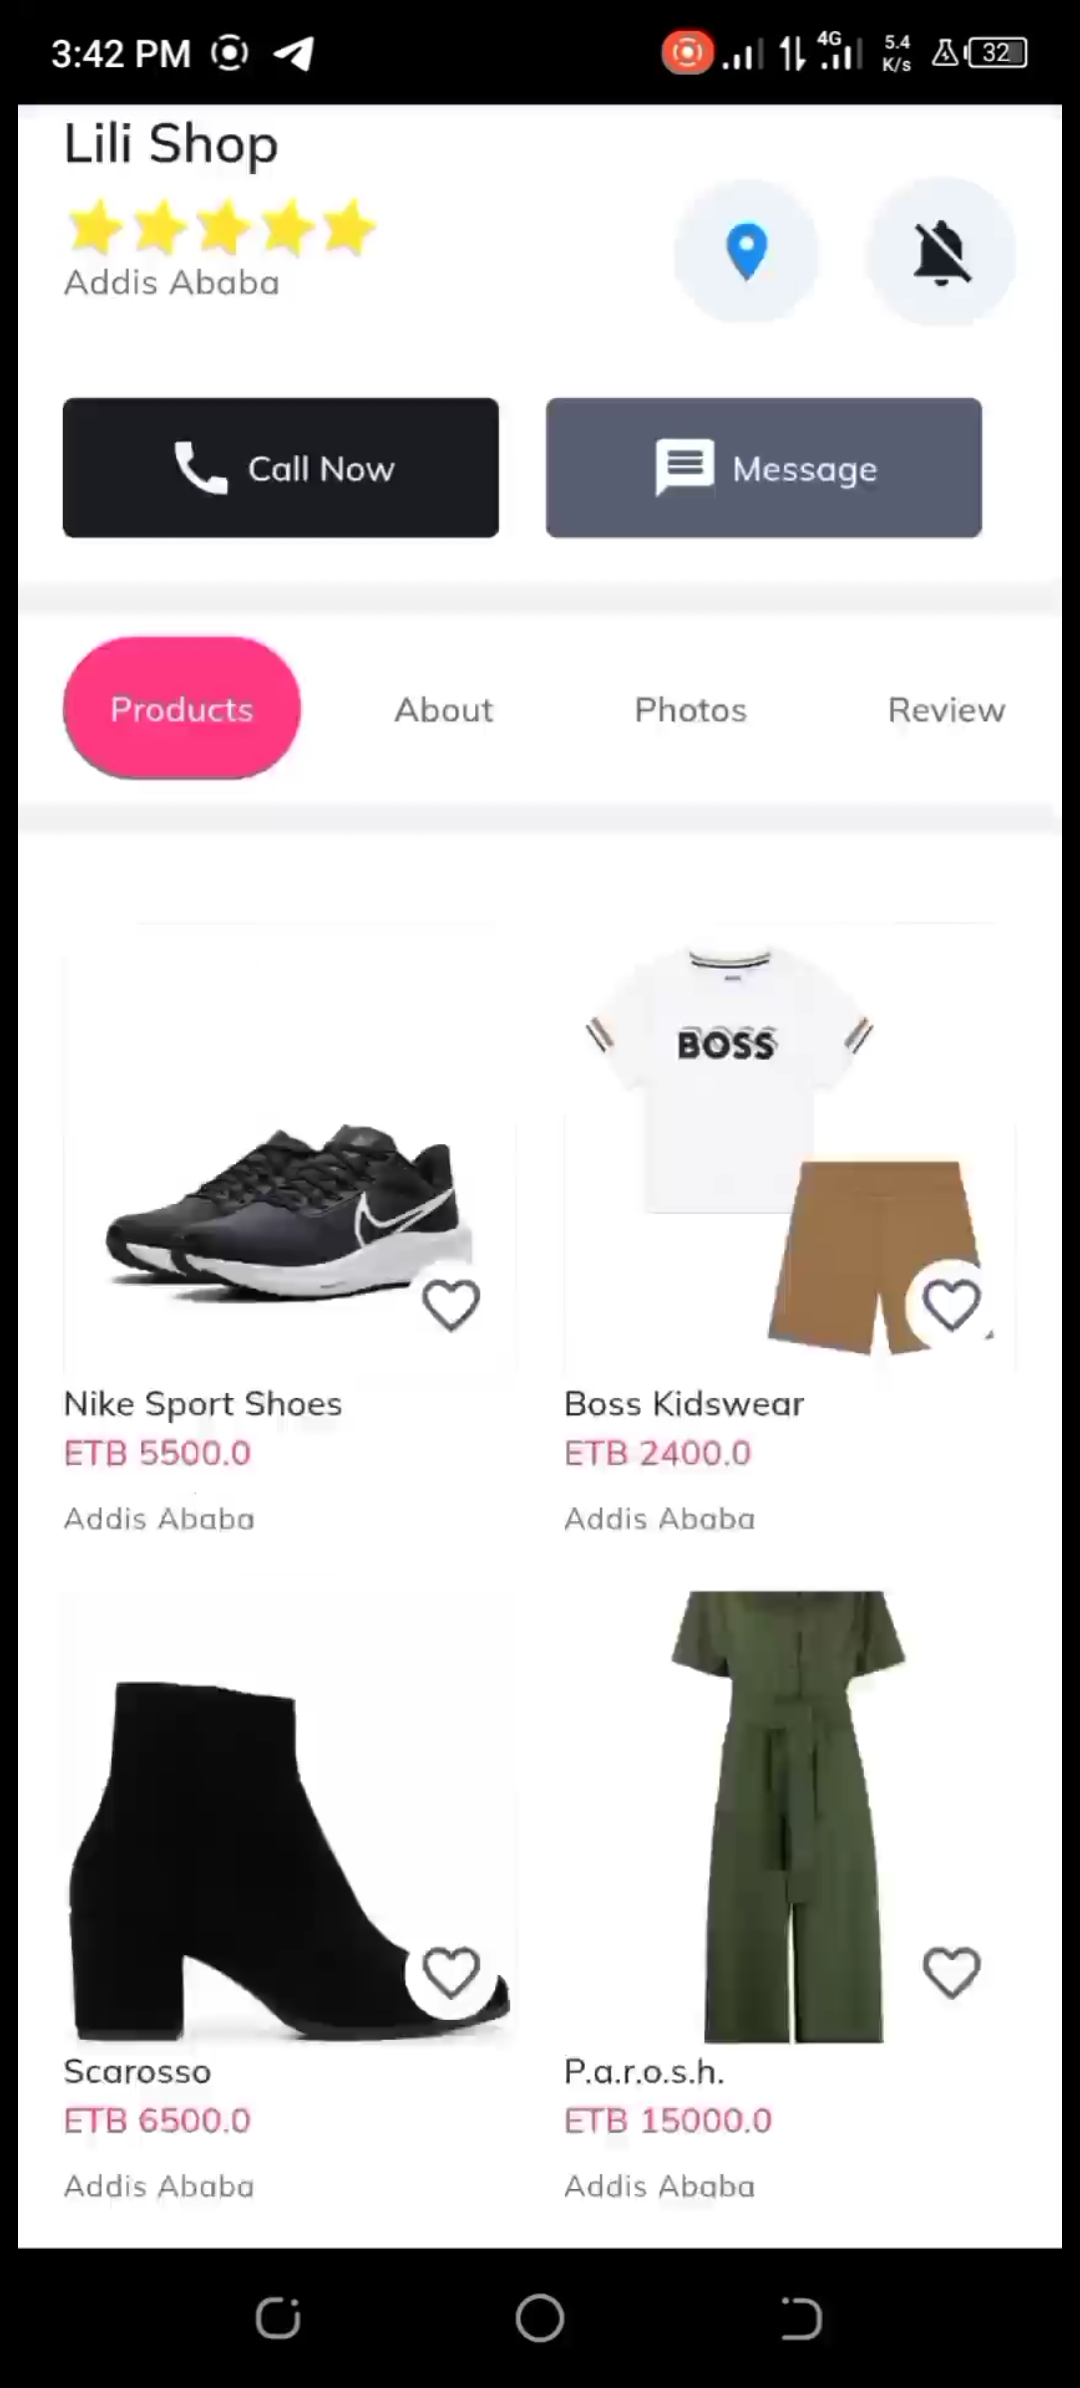 3:42 PM
4G
5.4
K/s
32
Lili Shop
Addis Ababa
Call Now
Message
Products About Photos Review
BOSS
Nike Sport Shoes
ETB 5500.0
Addis Ababa
Boss Kidswear
ETB 2400.0
Addis Ababa
Scarosso
ETB 6500.0
Addis Ababa
P.a.r.o.s.h.
ETB 15000.0
Addis Ababa